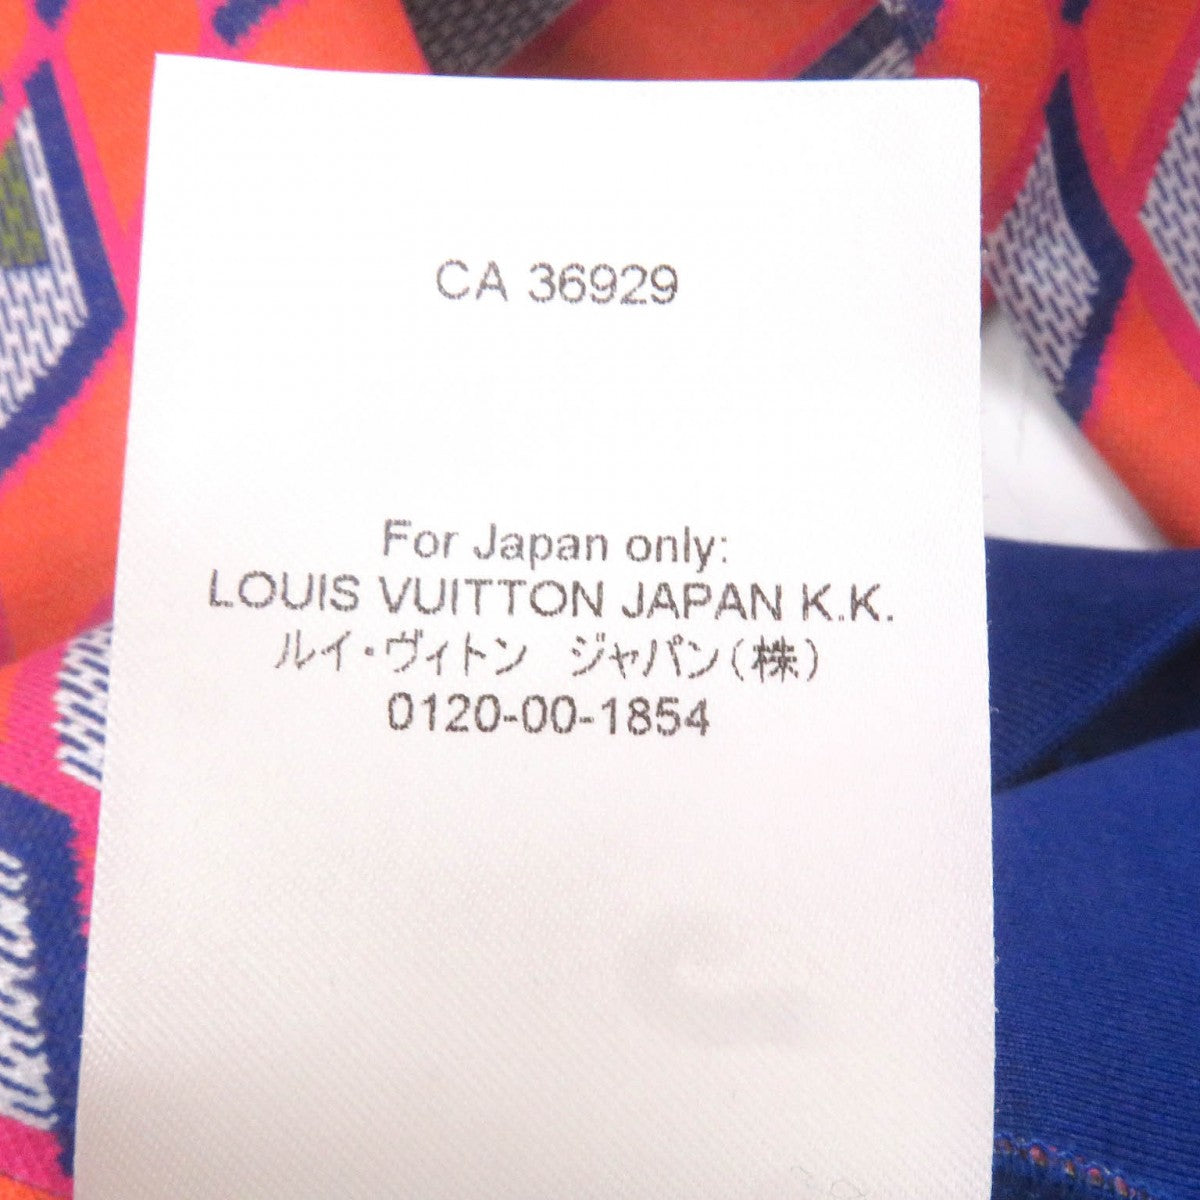 CA 36929
For Japan only:
LOUIS VUITTON JAPAN K.K.
ルイ・ヴィトン　ジャパン(株)
0120-00-1854